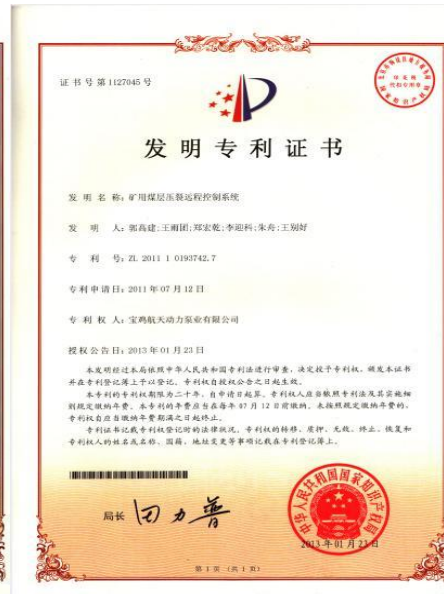 证书号第1127045号
发明专利证书
发明名称：矿用煤层压裂远程控制系统
发明人：郭高建;王雨团;郑宏乾;李迎科;朱舟;王别好
专利号：ZL 2011 1 0193742.7
专利申请日：2011年07月12日
专利权人：宝鸡航天动力泵业有限公司
授权公告日：2013年01月23日
本发明经过本局依照中华人民共和国专利法进行审查，决定授予专利权，颁发本证书
并在专利登记簿上予以登记。专利权自授权公告之日起生效。
本专利的专利权期限为二十年，自申请日起算。专利权人应当依照专利法及其实施细
则规定缴纳年费。本专利的年费应当在每年07月12日前缴纳。未按照规定缴纳年费的，
专利权自应当缴纳年费期满之日起终止。
专利证书记载专利权登记时的法律状况。专利权的转移、质押、无效、终止、恢复和
专利权人的姓名或名称、国籍、地址变更等事项记载在专利登记簿上。
局长 田力普
中华人民共和国国家知识产权局
2013年01月23日
第1页（共1页）